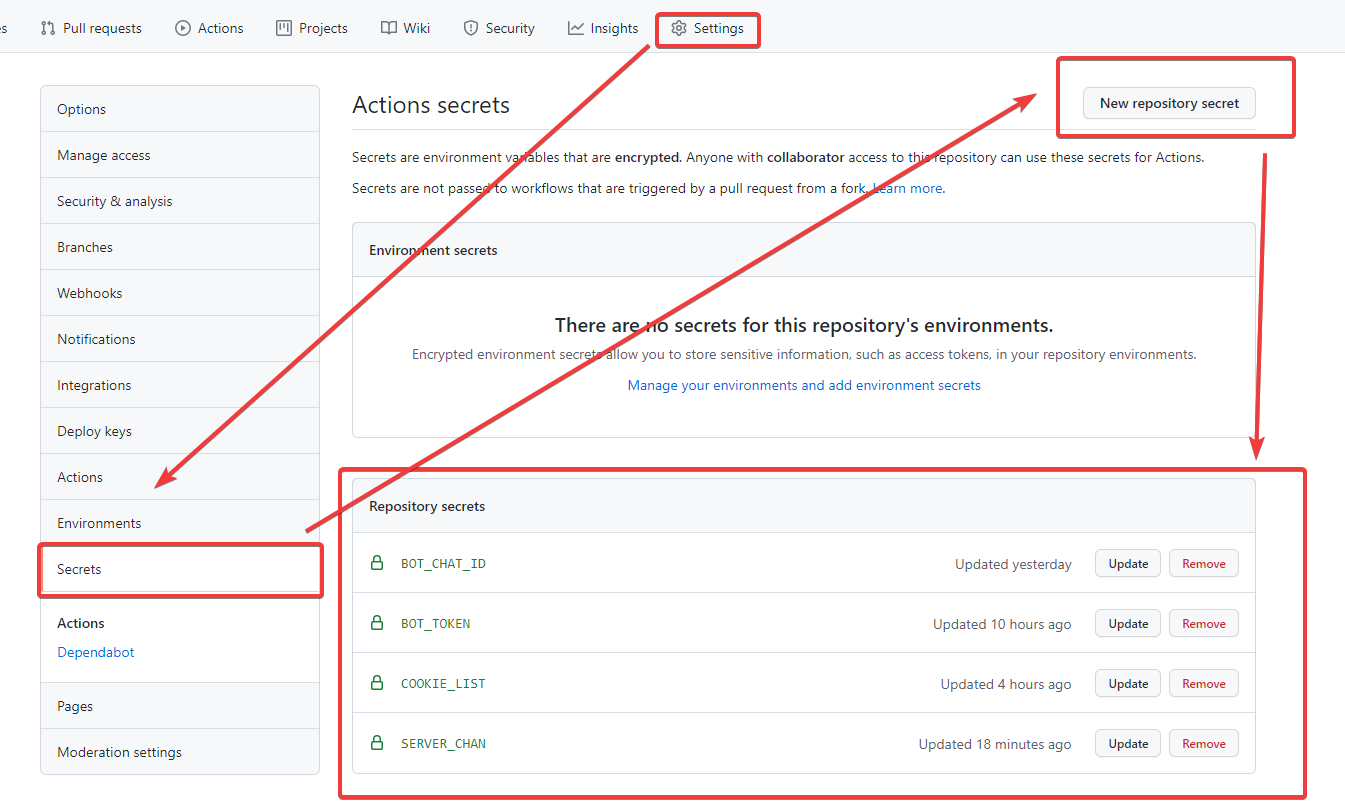 es
Pull requests
Actions
Projects
Wiki
Security
Insights
Settings
Options
Manage access
Security & analysis
Branches
Webhooks
Notifications
Integrations
Deploy keys
Actions
Environments
Secrets
Actions
Dependabot
Pages
Moderation settings
Actions secrets
New repository secret
Secrets are environment variables that are encrypted. Anyone with collaborator access to this repository can use these secrets for Actions.
Secrets are not passed to workflows that are triggered by a pull request from a fork. Learn more.
Environment secrets
There are no secrets for this repository's environments.
Encrypted environment secrets allow you to store sensitive information, such as access tokens, in your repository environments.
Manage your environments and add environment secrets
Repository secrets
BOT_CHAT_ID Updated yesterday Update Remove
BOT_TOKEN Updated 10 hours ago Update Remove
COOKIE_LIST Updated 4 hours ago Update Remove
SERVER_CHAN Updated 18 minutes ago Update Remove